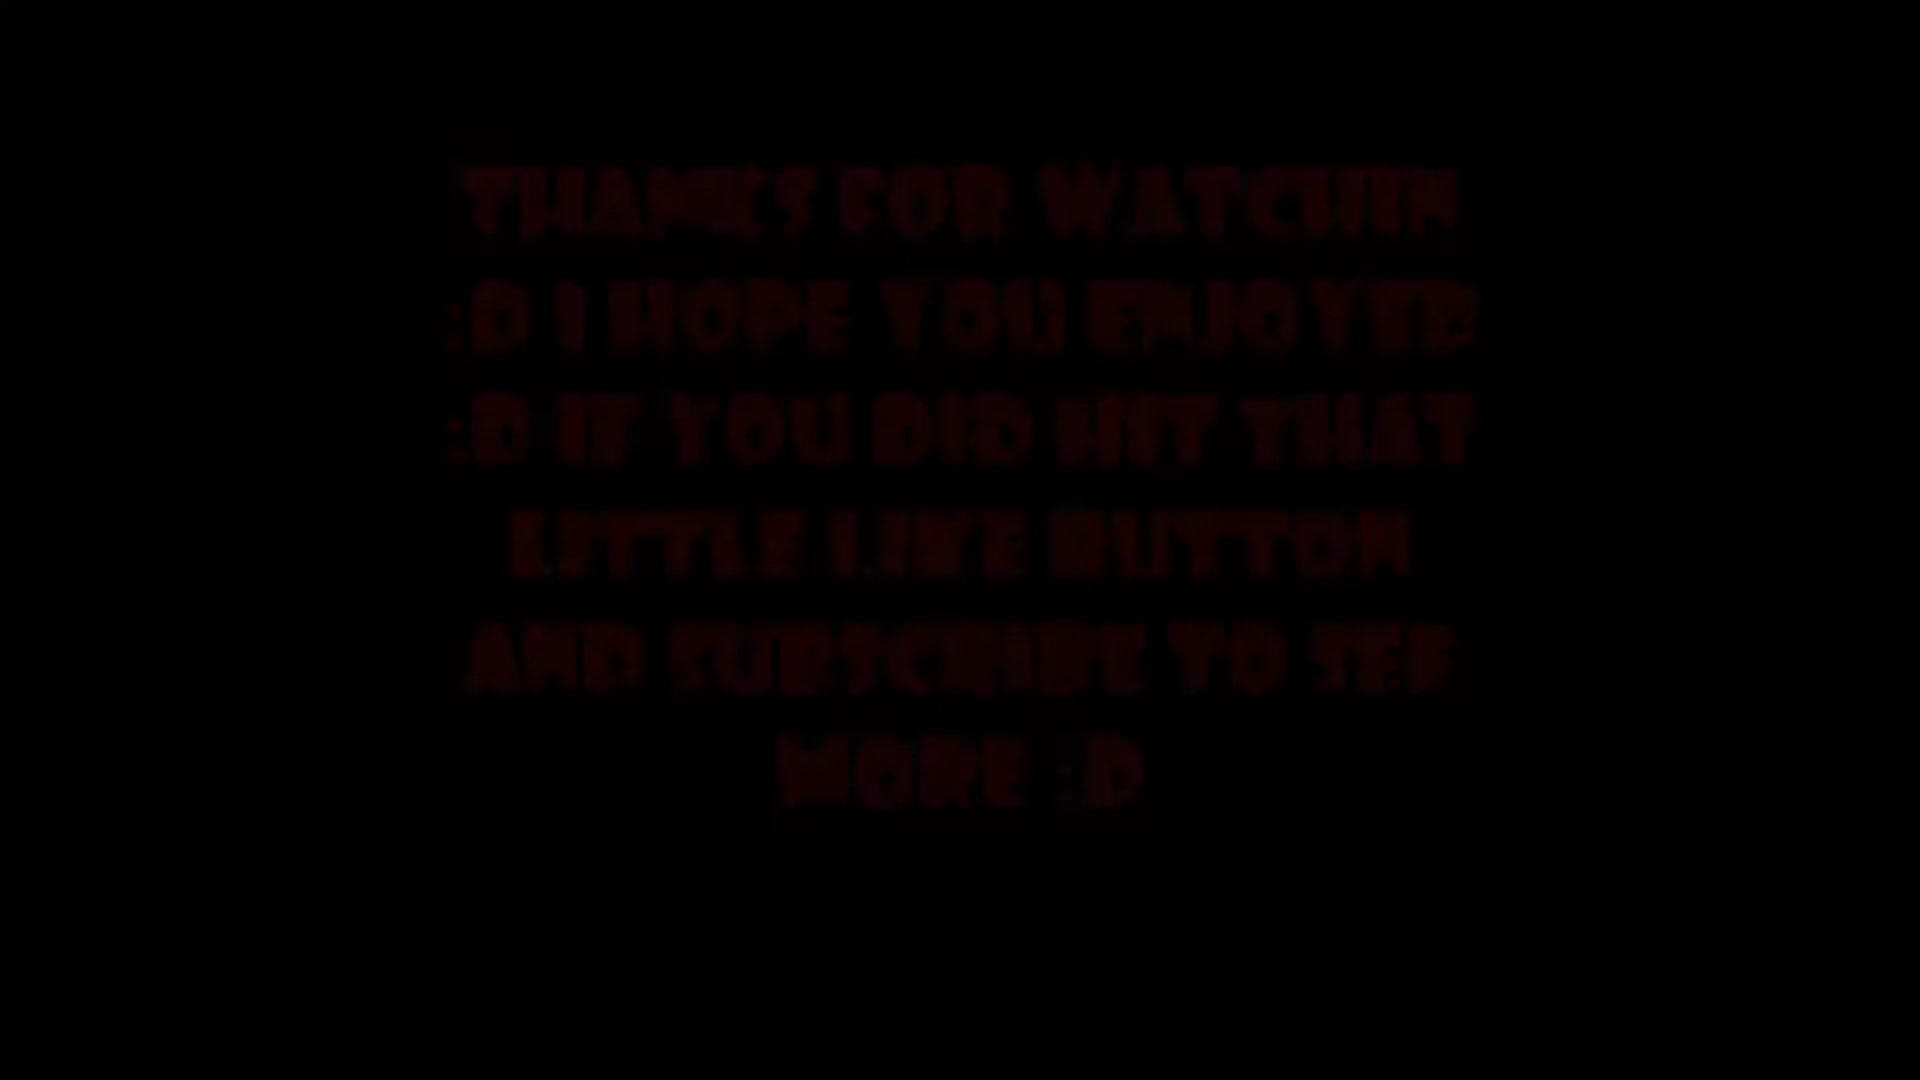 THANKS FOR WATCHIN
:D I HOPE YOU ENJOYED
:D IF YOU DID HIT THAT
LITTLE LIKE BUTTON
AND SUBSCRIBE TO SEE
MORE :D